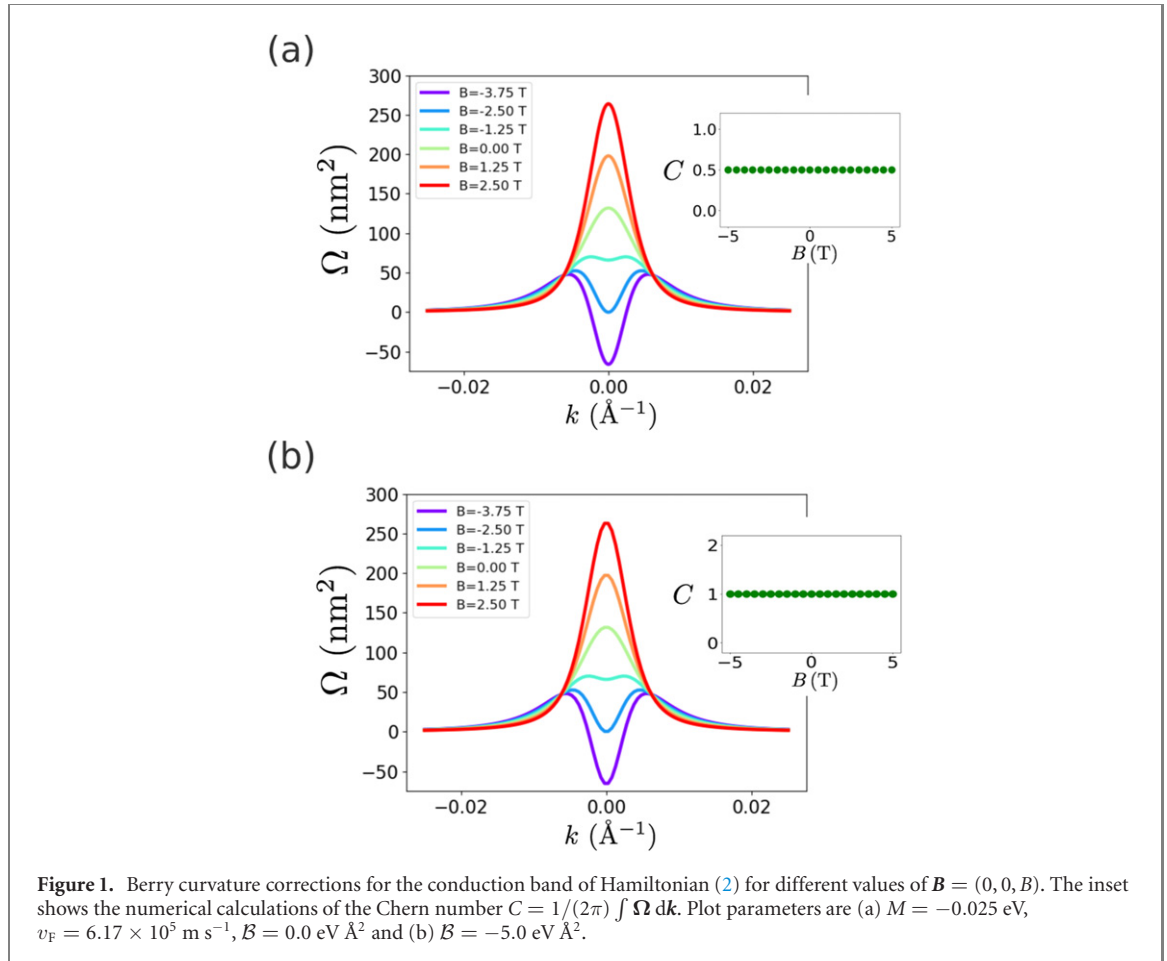 (a)
300
250
200
150
100
50
0
−50
Ω (nm²)
B=-3.75 T
B=-2.50 T
B=-1.25 T
B=0.00 T
B=1.25 T
B=2.50 T
−0.02
0.00
0.02
k (Å⁻¹)
1.0
0.5
0.0
C
−5
0
5
B (T)
(b)
300
250
200
150
100
50
0
−50
Ω (nm²)
B=-3.75 T
B=-2.50 T
B=-1.25 T
B=0.00 T
B=1.25 T
B=2.50 T
−0.02
0.00
0.02
k (Å⁻¹)
2
1
0
C
−5
0
5
B (T)
Figure 1. Berry curvature corrections for the conduction band of Hamiltonian (2) for different values of B = (0, 0, B). The inset
shows the numerical calculations of the Chern number C = 1/(2π) ∫ Ω dk. Plot parameters are (a) M = −0.025 eV,
v_F = 6.17 × 10⁵ m s⁻¹, ℬ = 0.0 eV Å² and (b) ℬ = −5.0 eV Å².